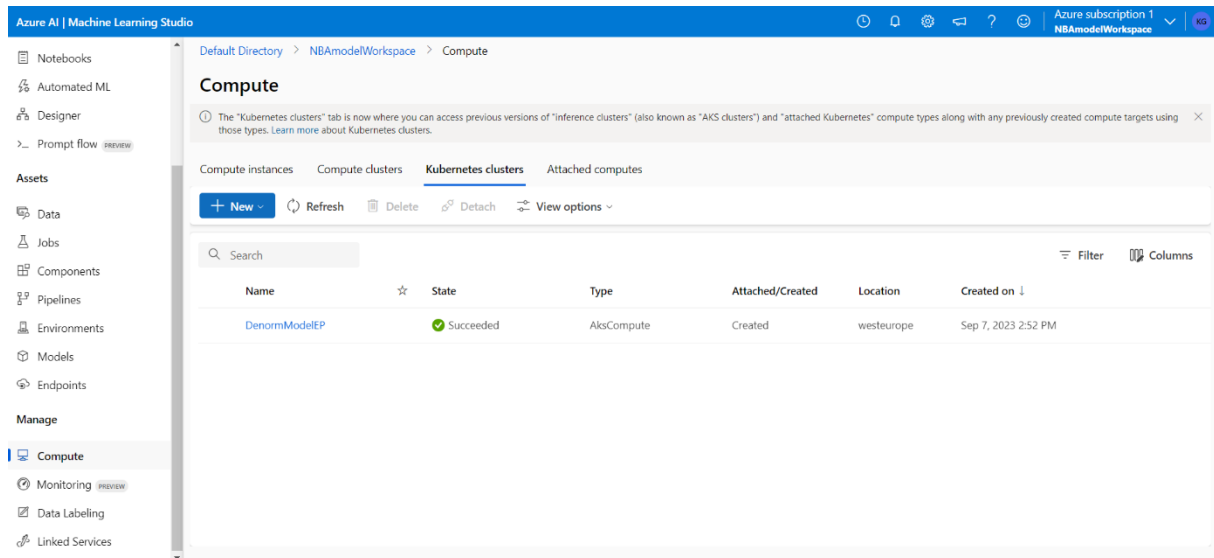 Azure AI | Machine Learning Studio
Azure subscription 1
NBAmodelWorkspace
KG
Notebooks
Automated ML
Designer
Prompt flow PREVIEW
Assets
Data
Jobs
Components
Pipelines
Environments
Models
Endpoints
Manage
Compute
Monitoring PREVIEW
Data Labeling
Linked Services
Default Directory > NBAmodelWorkspace > Compute
Compute
The "Kubernetes clusters" tab is now where you can access previous versions of "inference clusters" (also known as "AKS clusters") and "attached Kubernetes" compute types along with any previously created compute targets using
those types. Learn more about Kubernetes clusters.
Compute instances Compute clusters Kubernetes clusters Attached computes
New Refresh Delete Detach View options
Search Filter Columns
Name State Type Attached/Created Location Created on ↓
DenormModelEP Succeeded AksCompute Created westeurope Sep 7, 2023 2:52 PM